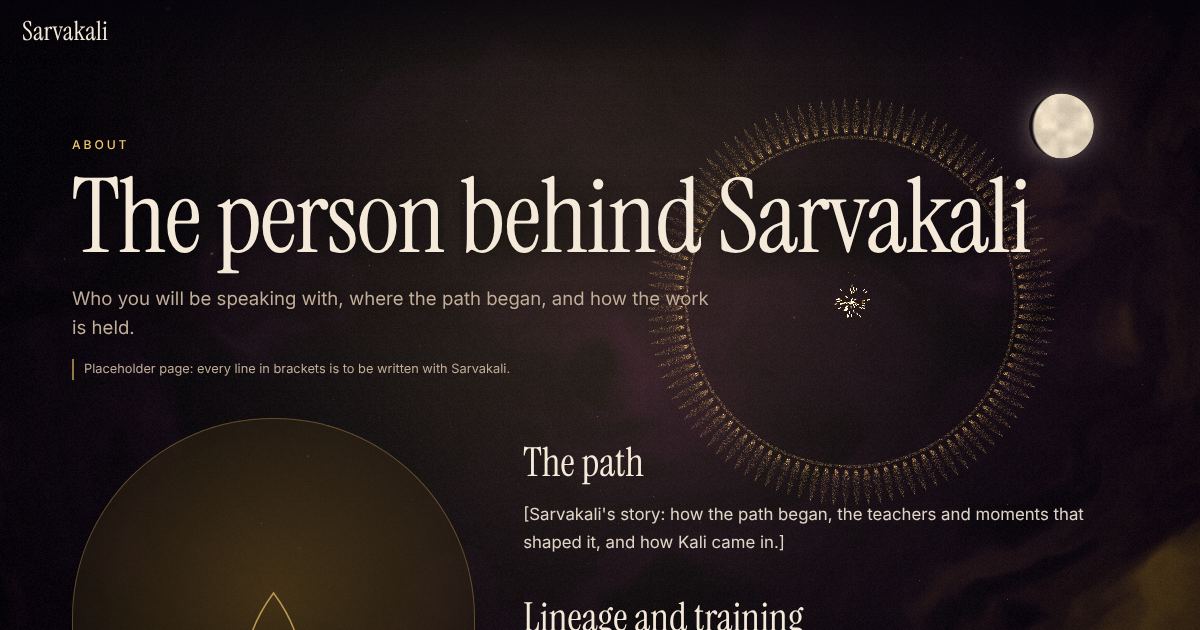 Sarvakali
ABOUT
The person behind Sarvakali
Who you will be speaking with, where the path began, and how the work
is held.
Placeholder page: every line in brackets is to be written with Sarvakali.
The path
[Sarvakali's story: how the path began, the teachers and moments that
shaped it, and how Kali came in.]
Lineage and training